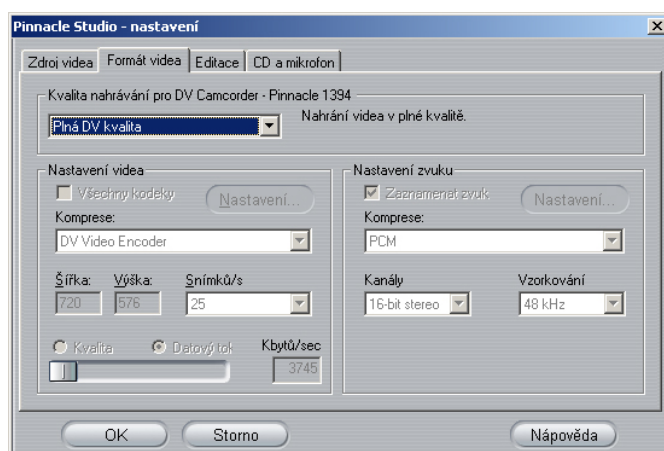 Pinnacle Studio - nastavení
Zdroj videa Formát videa Editace CD a mikrofon
Kvalita nahrávání pro DV Camcorder - Pinnacle 1394
Plná DV kvalita
Nahrání videa v plné kvalitě.
Nastavení videa
Všechny kodeky Nastavení...
Komprese:
DV Video Encoder
Šířka: Výška: Snímků/s
720 576 25
Kvalita Datový tok Kbytů/sec
3745
Nastavení zvuku
Zaznamenat zvuk Nastavení...
Komprese:
PCM
Kanály Vzorkování
16-bit stereo 48 kHz
OK Storno Nápověda